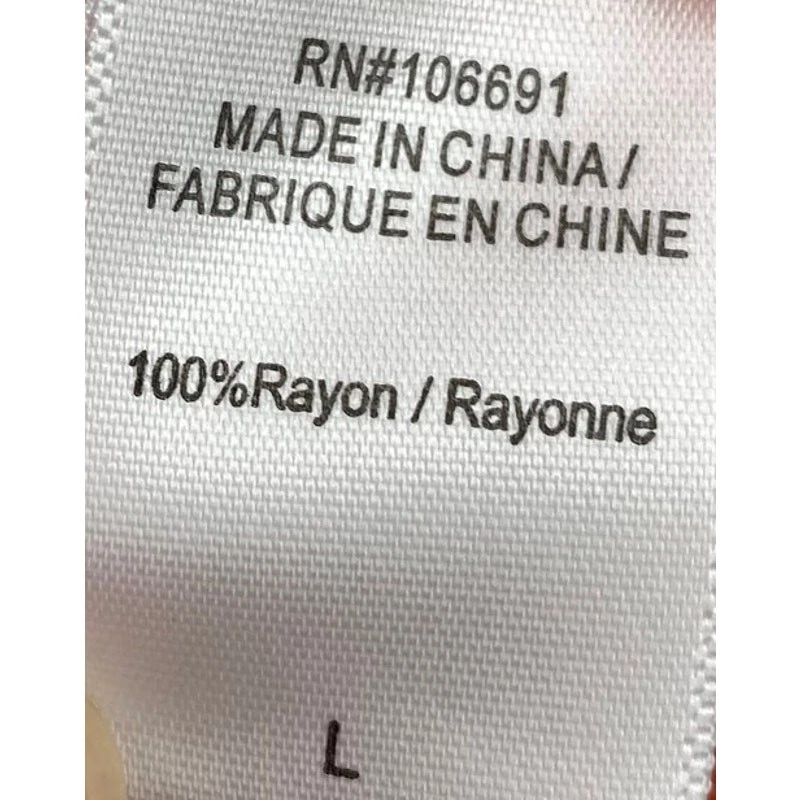 RN#106691
MADE IN CHINA /
FABRIQUE EN CHINE
100%Rayon / Rayonne
L